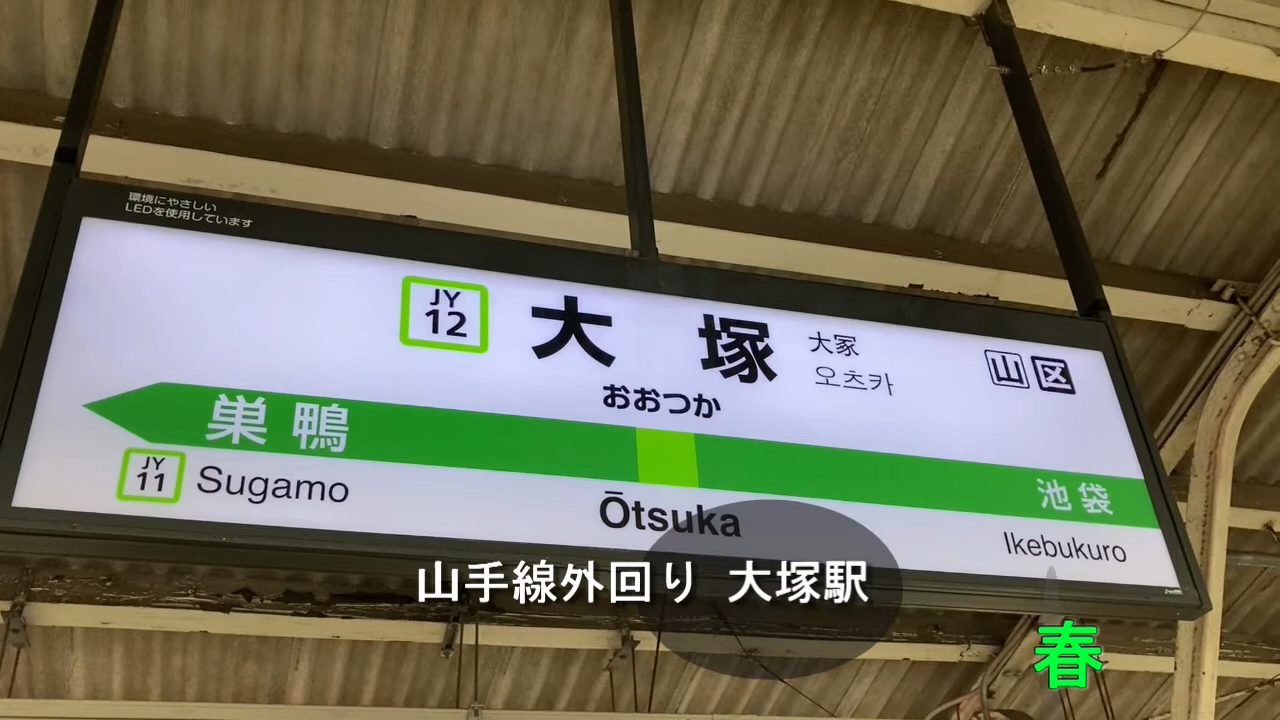 環境にやさしい
LEDを使用しています
JY
12
大塚
大冢
오츠카
山区
おおつか
巣鴨
池袋
JY
11
Sugamo
Ōtsuka
Ikebukuro
山手線外回り 大塚駅
春